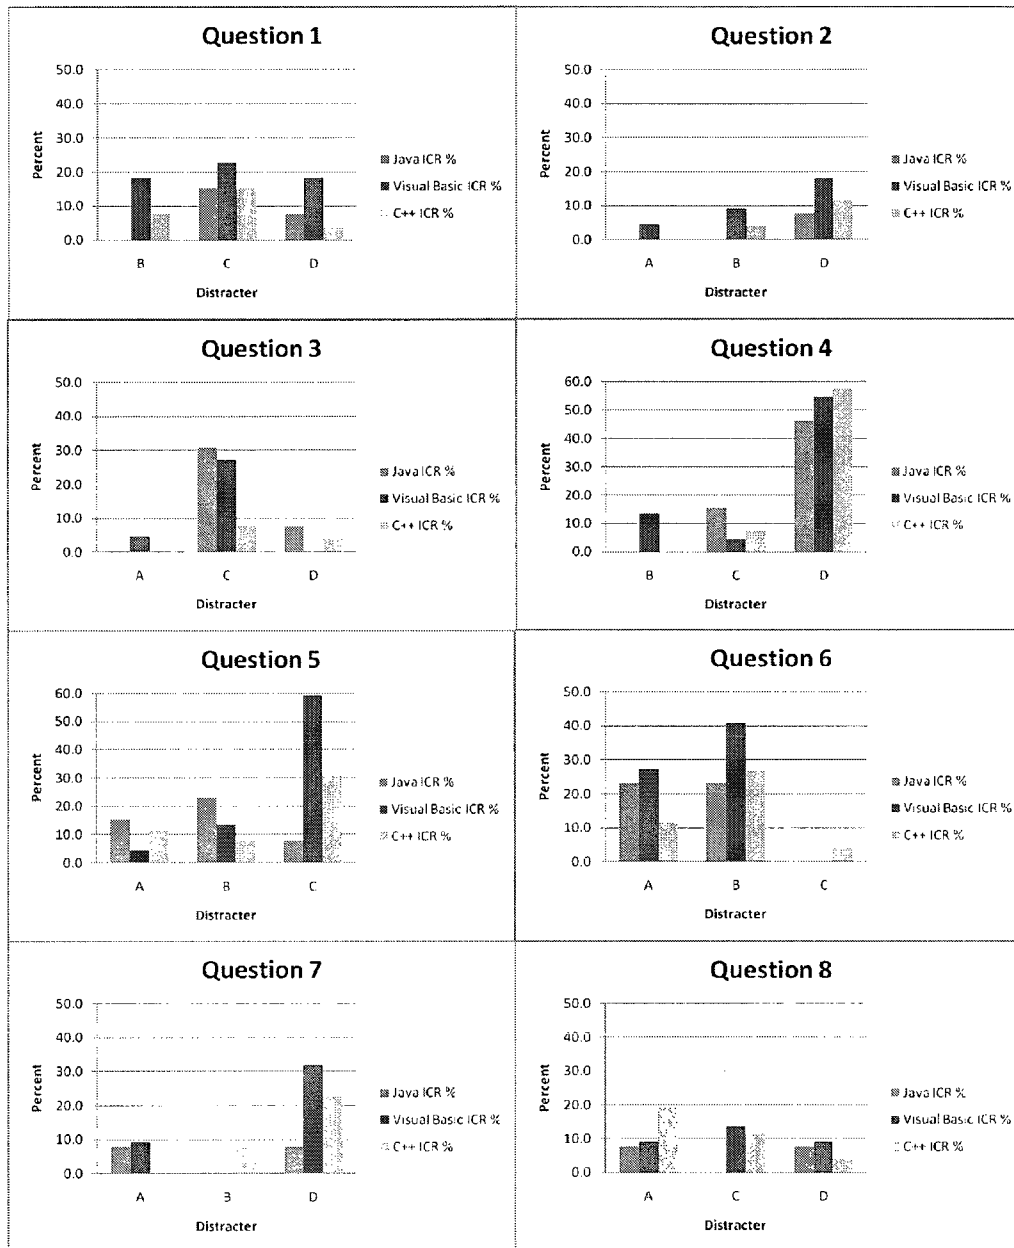 Question 1
50.0
40.0
30.0
20.0
10.0
0.0
Percent
B C D
Distracter
Java ICR %
Visual Basic ICR %
C++ ICR %
Question 2
50.0
40.0
30.0
20.0
10.0
0.0
Percent
A B D
Distracter
Java ICR %
Visual Basic ICR %
C++ ICR %
Question 3
50.0
40.0
30.0
20.0
10.0
0.0
Percent
A C D
Distracter
Java ICR %
Visual Basic ICR %
C++ ICR %
Question 4
60.0
50.0
40.0
30.0
20.0
10.0
0.0
Percent
B C D
Distracter
Java ICR %
Visual Basic ICR %
C++ ICR %
Question 5
60.0
50.0
40.0
30.0
20.0
10.0
0.0
Percent
A B C
Distracter
Java ICR %
Visual Basic ICR %
C++ ICR %
Question 6
50.0
40.0
30.0
20.0
10.0
0.0
Percent
A B C
Distracter
Java ICR %
Visual Basic ICR %
C++ ICR %
Question 7
50.0
40.0
30.0
20.0
10.0
0.0
Percent
A B D
Distracter
Java ICR %
Visual Basic ICR %
C++ ICR %
Question 8
50.0
40.0
30.0
20.0
10.0
0.0
Percent
A C D
Distracter
Java ICR %
Visual Basic ICR %
C++ ICR %